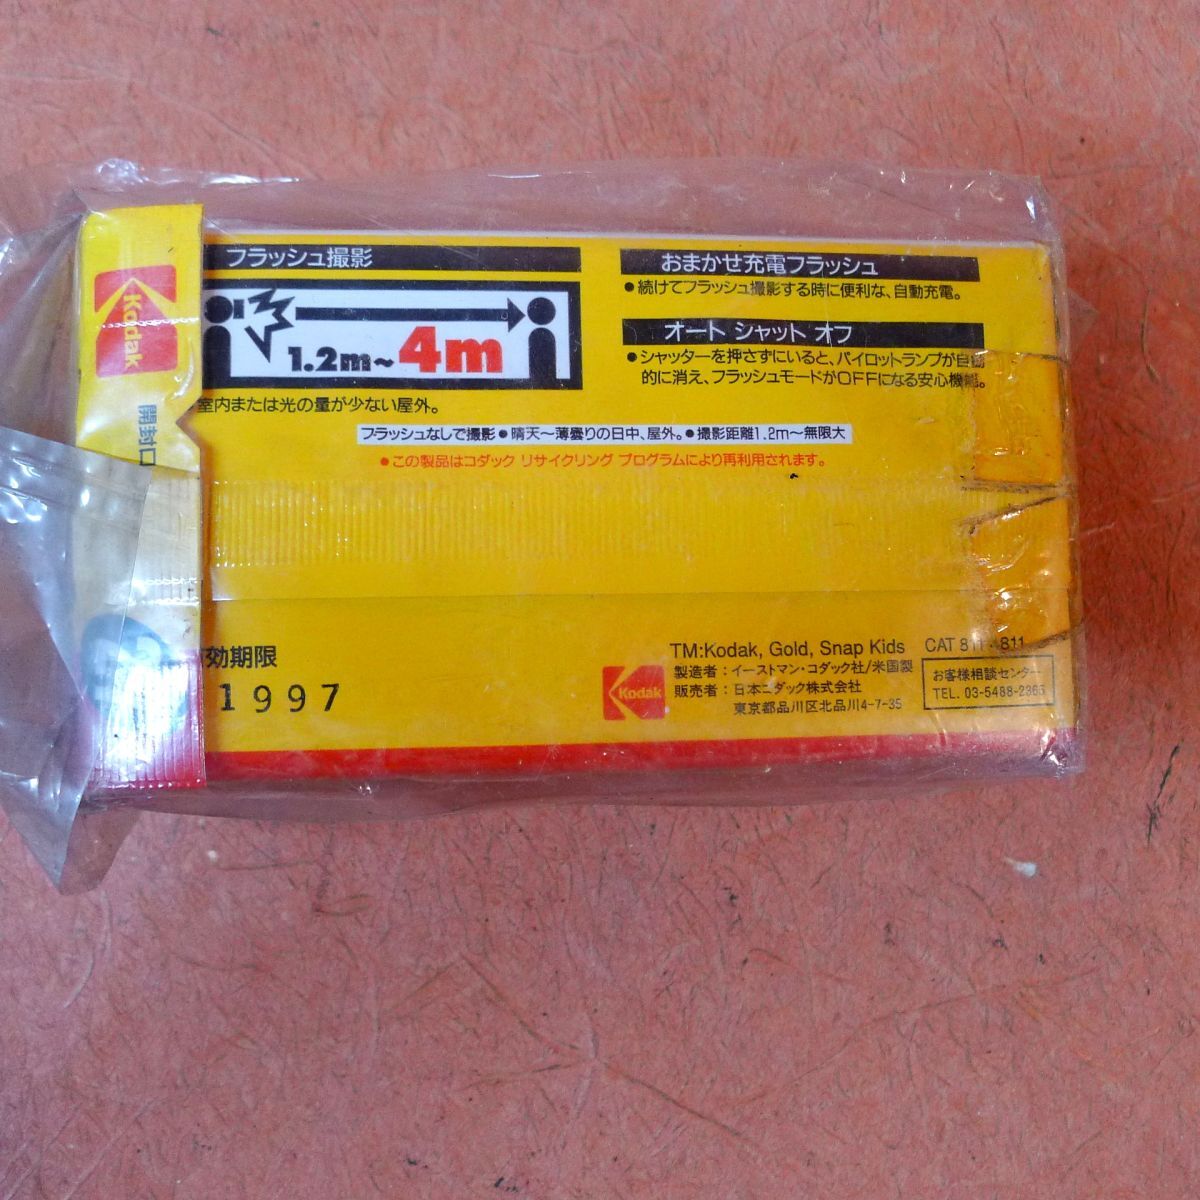 フラッシュ撮影
1.2m~4m
室内または光の量が少ない屋外。
おまかせ充電フラッシュ
●続けてフラッシュ撮影する時に便利な、自動充電。
オート シャット オフ
●シャッターを押さずにいると、パイロットランプが自動
的に消え、フラッシュモードがOFFになる安心機能。
フラッシュなしで撮影●晴天〜薄曇りの日中、屋外。●撮影距離1.2m〜無限大
●この製品はコダック リサイクリング プログラムにより再利用されます。
Kodak
開封口
効期限
1997
TM:Kodak, Gold, Snap Kids
CAT 811 811
Kodak
製造者：イーストマン・コダック社/米国製
販売者：日本コダック株式会社
東京都品川区北品川4-7-35
お客様相談センター
TEL. 03-5488-2365